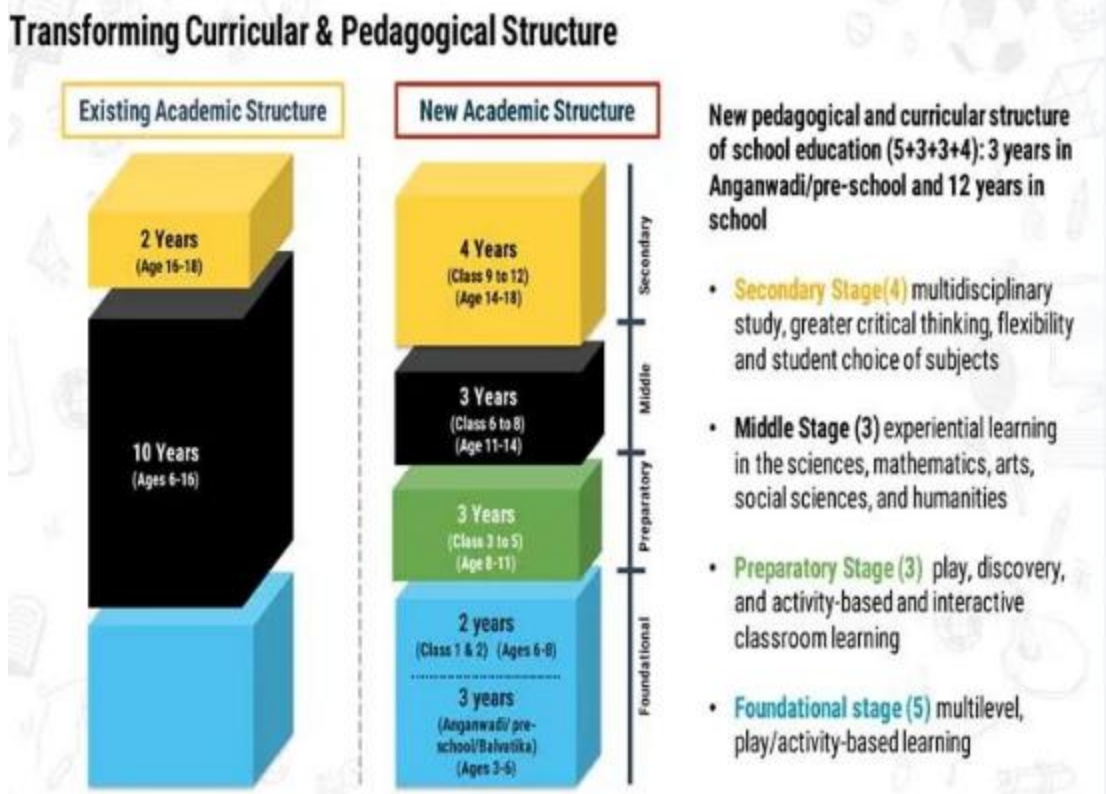 Transforming Curricular & Pedagogical Structure
Existing Academic Structure
2 Years
(Age 16-18)
10 Years
(Ages 6-16)
New Academic Structure
4 Years
(Class 9 to 12)
(Age 14-18)
3 Years
(Class 6 to 8)
(Age 11-14)
3 Years
(Class 3 to 5)
(Age 8-11)
2 years
(Class 1 & 2) (Ages 6-8)
3 years
(Anganwadi/ pre-
school/Balvatika)
(Ages 3-6)
Secondary
Middle
Preparatory
Foundational
New pedagogical and curricular structure
of school education (5+3+3+4): 3 years in
Anganwadi/pre-school and 12 years in
school
• Secondary Stage(4) multidisciplinary
study, greater critical thinking, flexibility
and student choice of subjects
• Middle Stage (3) experiential learning
in the sciences, mathematics, arts,
social sciences, and humanities
• Preparatory Stage (3) play, discovery,
and activity-based and interactive
classroom learning
• Foundational stage (5) multilevel,
play/activity-based learning